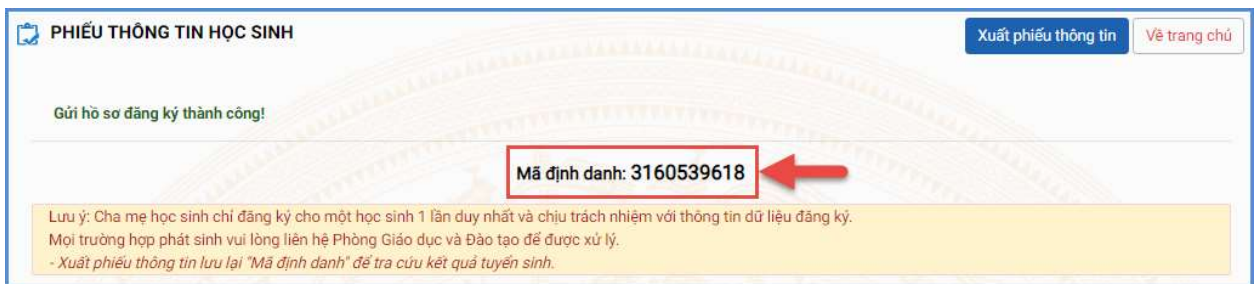 PHIẾU THÔNG TIN HỌC SINH
Xuất phiếu thông tin
Về trang chủ
Gửi hồ sơ đăng ký thành công!
Mã định danh: 3160539618
Lưu ý: Cha mẹ học sinh chỉ đăng ký cho một học sinh 1 lần duy nhất và chịu trách nhiệm với thông tin dữ liệu đăng ký.
Mọi trường hợp phát sinh vui lòng liên hệ Phòng Giáo dục và Đào tạo để được xử lý.
- Xuất phiếu thông tin lưu lại "Mã định danh" để tra cứu kết quả tuyển sinh.